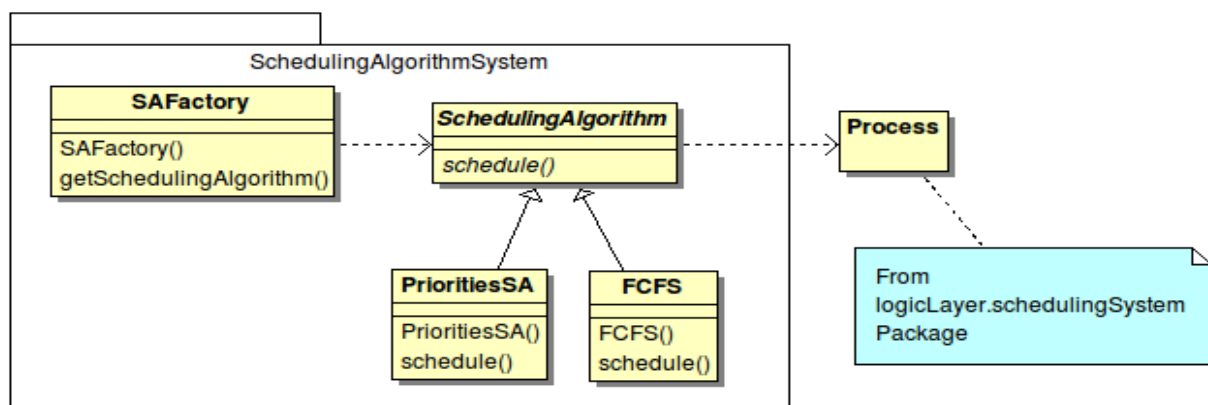 SchedulingAlgorithmSystem
SAFactory
SAFactory()
getSchedulingAlgorithm()
SchedulingAlgorithm
schedule()
Process
PrioritiesSA
PrioritiesSA()
schedule()
FCFS
FCFS()
schedule()
From
logicLayer.schedulingSystem
Package